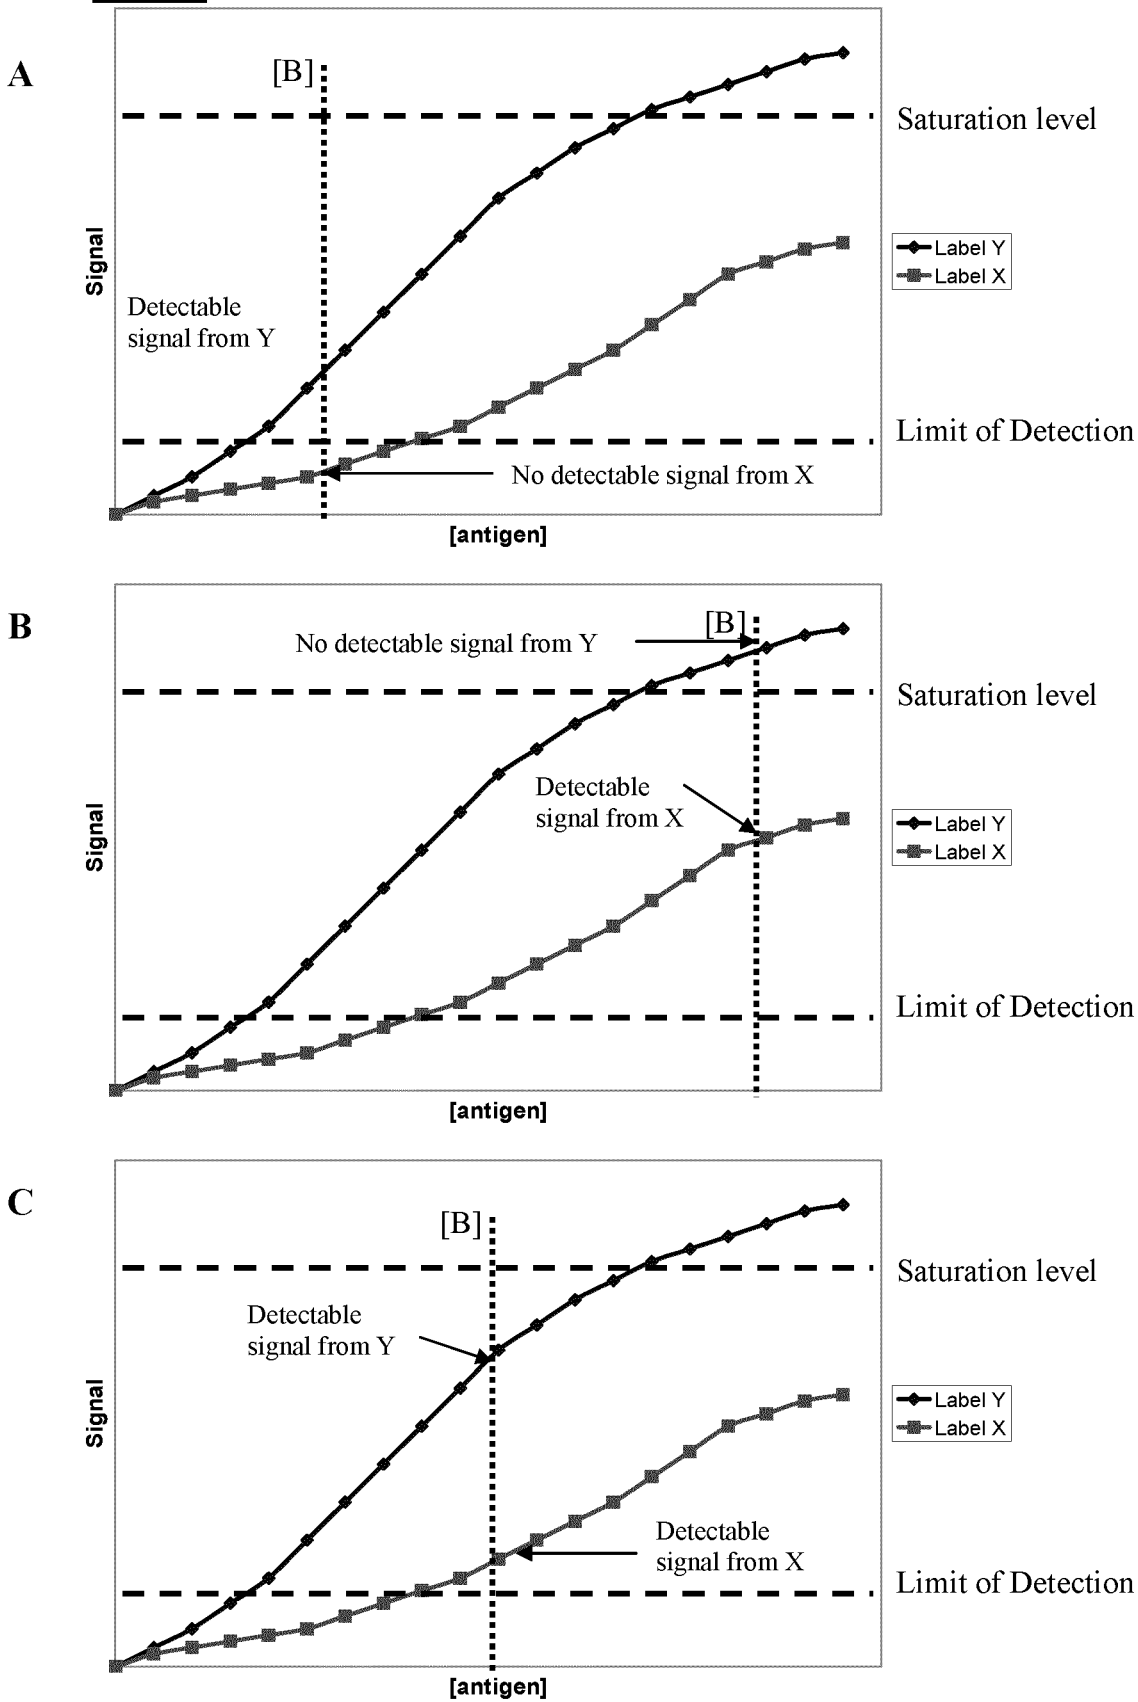 A
[B]
Saturation level
Signal
Label Y
Label X
Detectable
signal from Y
Limit of Detection
No detectable signal from X
[antigen]
B
[B]
No detectable signal from Y
Saturation level
Detectable
signal from X
Signal
Label Y
Label X
Limit of Detection
[antigen]
C
[B]
Saturation level
Detectable
signal from Y
Signal
Label Y
Label X
Detectable
signal from X
Limit of Detection
[antigen]